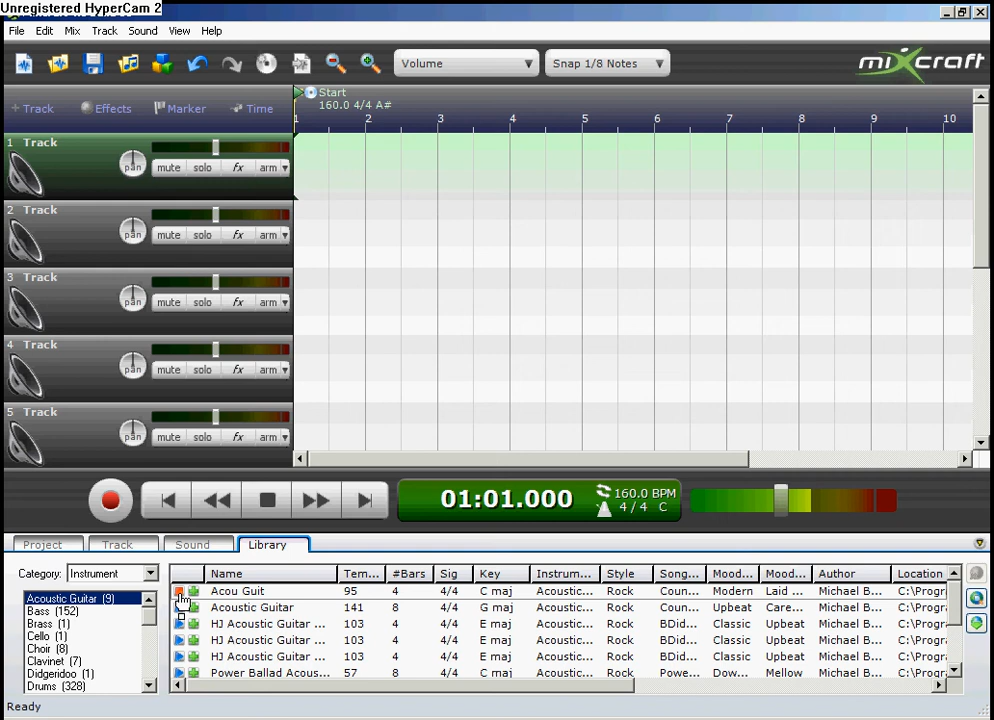 Unregistered HyperCam 2
File Edit Mix Track Sound View Help
Volume Snap 1/8 Notes mixcraft
+ Track Effects Marker Time
Start
160.0 4/4 A#
1 2 3 4 5 6 7 8 9 10
1 Track
pan mute solo fx arm
2 Track
pan mute solo fx arm
3 Track
pan mute solo fx arm
4 Track
pan mute solo fx arm
5 Track
pan mute solo fx arm
01:01.000 160.0 BPM
4 / 4 C
Project Track Sound Library
Category: Instrument
Acoustic Guitar (9)
Bass (152)
Brass (1)
Cello (1)
Choir (8)
Clavinet (7)
Didgeridoo (1)
Drums (328)
Name Tem... #Bars Sig Key Instrum... Style Song... Mood... Mood... Author Location
Acou Guit 95 4 4/4 C maj Acoustic... Rock Coun... Modern Laid ... Michael B... C:\Progr
Acoustic Guitar 141 8 4/4 G maj Acoustic... Rock Coun... Upbeat Care... Michael B... C:\Progr
HJ Acoustic Guitar ... 103 4 4/4 E maj Acoustic... Rock BDid... Classic Upbeat Michael B... C:\Progr
HJ Acoustic Guitar ... 103 4 4/4 E maj Acoustic... Rock BDid... Classic Upbeat Michael B... C:\Progr
HJ Acoustic Guitar ... 103 4 4/4 E maj Acoustic... Rock BDid... Classic Upbeat Michael B... C:\Progr
Power Ballad Acous... 57 8 4/4 E maj Acoustic... Rock Powe... Dow... Mellow Michael B... C:\Progr
Ready